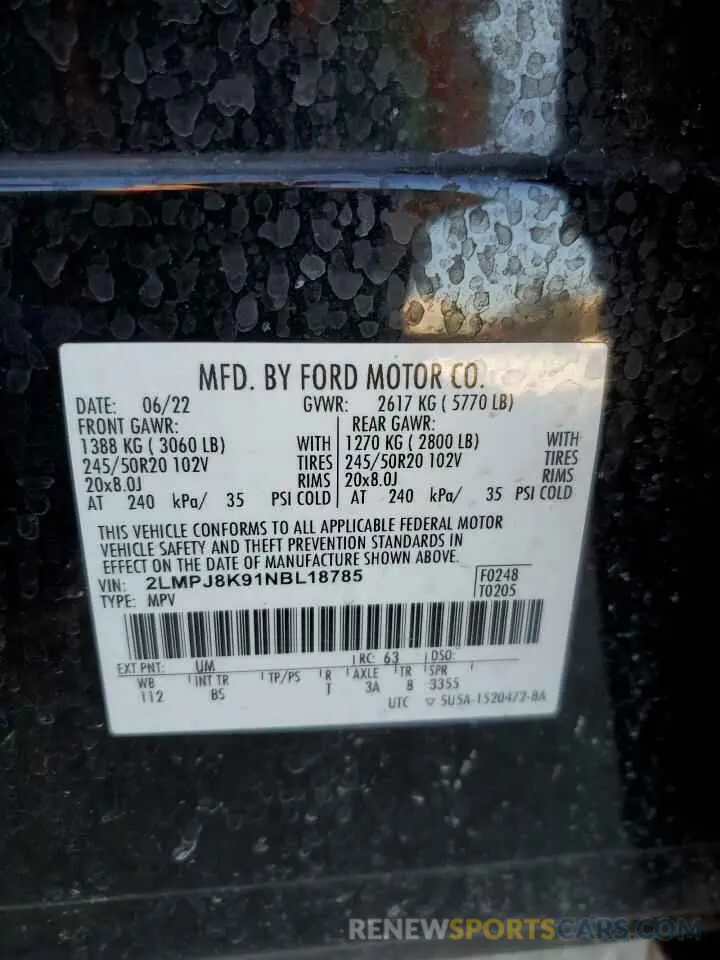 MFD. BY FORD MOTOR CO.
DATE: 06/22 GVWR: 2617 KG ( 5770 LB)
FRONT GAWR: REAR GAWR:
1388 KG ( 3060 LB) WITH 1270 KG ( 2800 LB) WITH
245/50R20 102V TIRES 245/50R20 102V TIRES
20x8.0J RIMS 20x8.0J RIMS
AT 240 kPa/ 35 PSI COLD AT 240 kPa/ 35 PSI COLD
THIS VEHICLE CONFORMS TO ALL APPLICABLE FEDERAL MOTOR
VEHICLE SAFETY AND THEFT PREVENTION STANDARDS IN
EFFECT ON THE DATE OF MANUFACTURE SHOWN ABOVE.
VIN: 2LMPJ8K91NBL18785 F0248
TYPE: MPV T0205
EXT PNT: UM RC: 63 DSO:
WB INT TR TP/PS R AXLE TR SPR
112 BS T 3A 8 3355
UTC ▽ 5U5A-1520472-BA
RENEWSPORTSCARS.COM